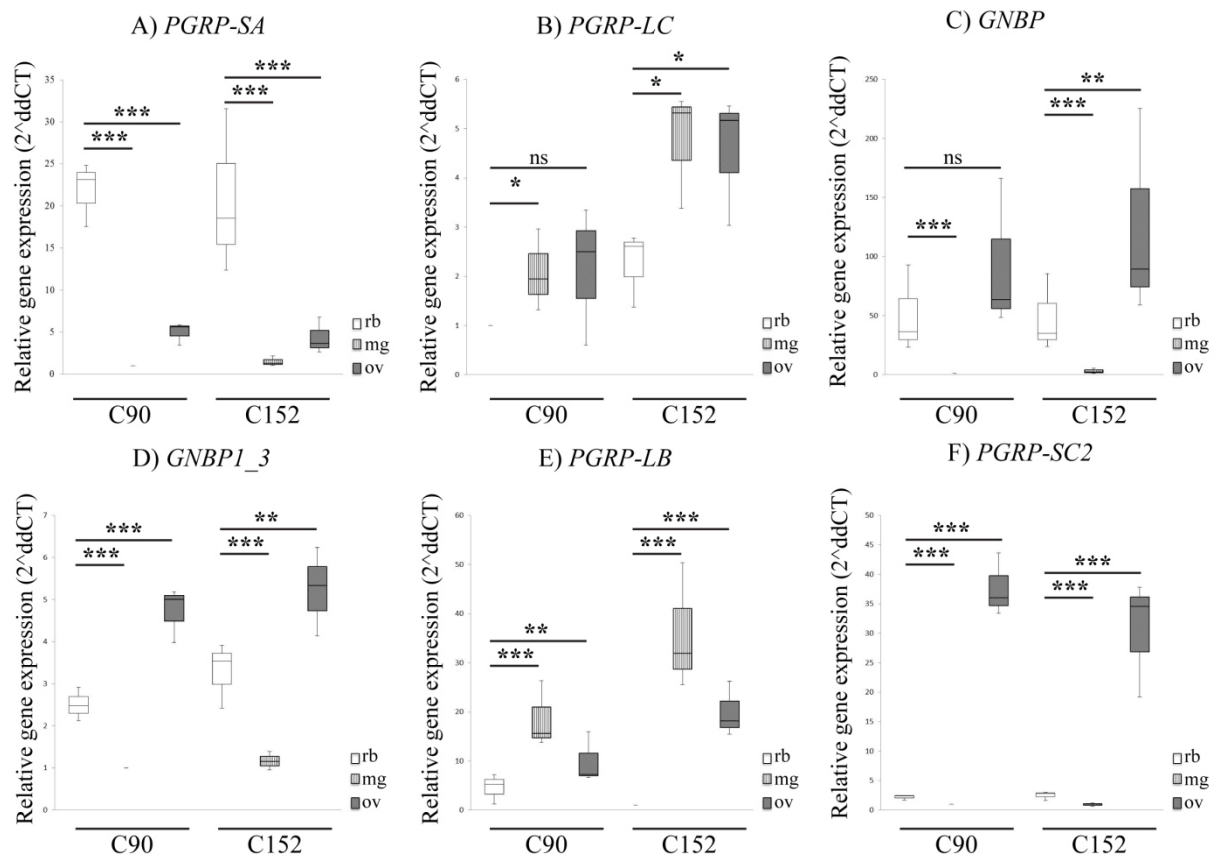 A) PGRP-SA
Relative gene expression (2^ddCT)
35
30
25
20
15
10
5
0
***
***
***
***
rb
mg
ov
C90
C152
B) PGRP-LC
Relative gene expression (2^ddCT)
6
5
4
3
2
1
0
ns
*
*
*
rb
mg
ov
C90
C152
C) GNBP
Relative gene expression (2^ddCT)
250
200
150
100
50
0
ns
***
**
***
rb
mg
ov
C90
C152
D) GNBP1_3
Relative gene expression (2^ddCT)
7
6
5
4
3
2
1
0
***
***
**
***
rb
mg
ov
C90
C152
E) PGRP-LB
Relative gene expression (2^ddCT)
60
50
40
30
20
10
0
**
***
***
***
rb
mg
ov
C90
C152
F) PGRP-SC2
Relative gene expression (2^ddCT)
50
45
40
35
30
25
20
15
10
5
0
***
***
***
***
rb
mg
ov
C90
C152